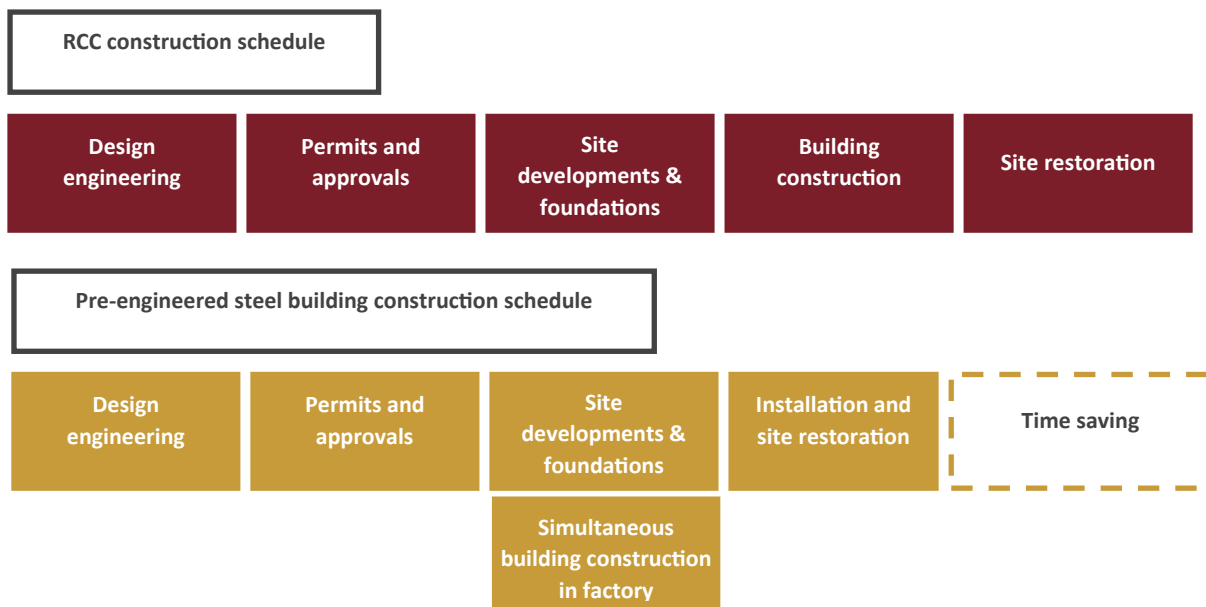 RCC construction schedule
Design
engineering
Permits and
approvals
Site
developments &
foundations
Building
construction
Site restoration
Pre-engineered steel building construction schedule
Design
engineering
Permits and
approvals
Site
developments &
foundations
Installation and
site restoration
Time saving
Simultaneous
building construction
in factory